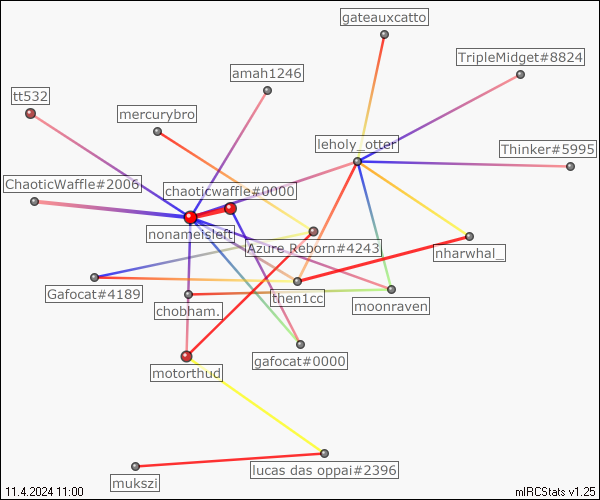 gateauxcatto
TripleMidget#8824
amah1246
tt532
mercurybro
leholy_otter
Thinker#5995
ChaoticWaffle#2006
chaoticwaffle#0000
nonameisleft
Azure Reborn#4243
nharwhal_
Gafocat#4189
then1cc
moonraven
chobham.
gafocat#0000
motorthud
lucas das oppai#2396
mukszi
11.4.2024 11:00
mIRCStats v1.25